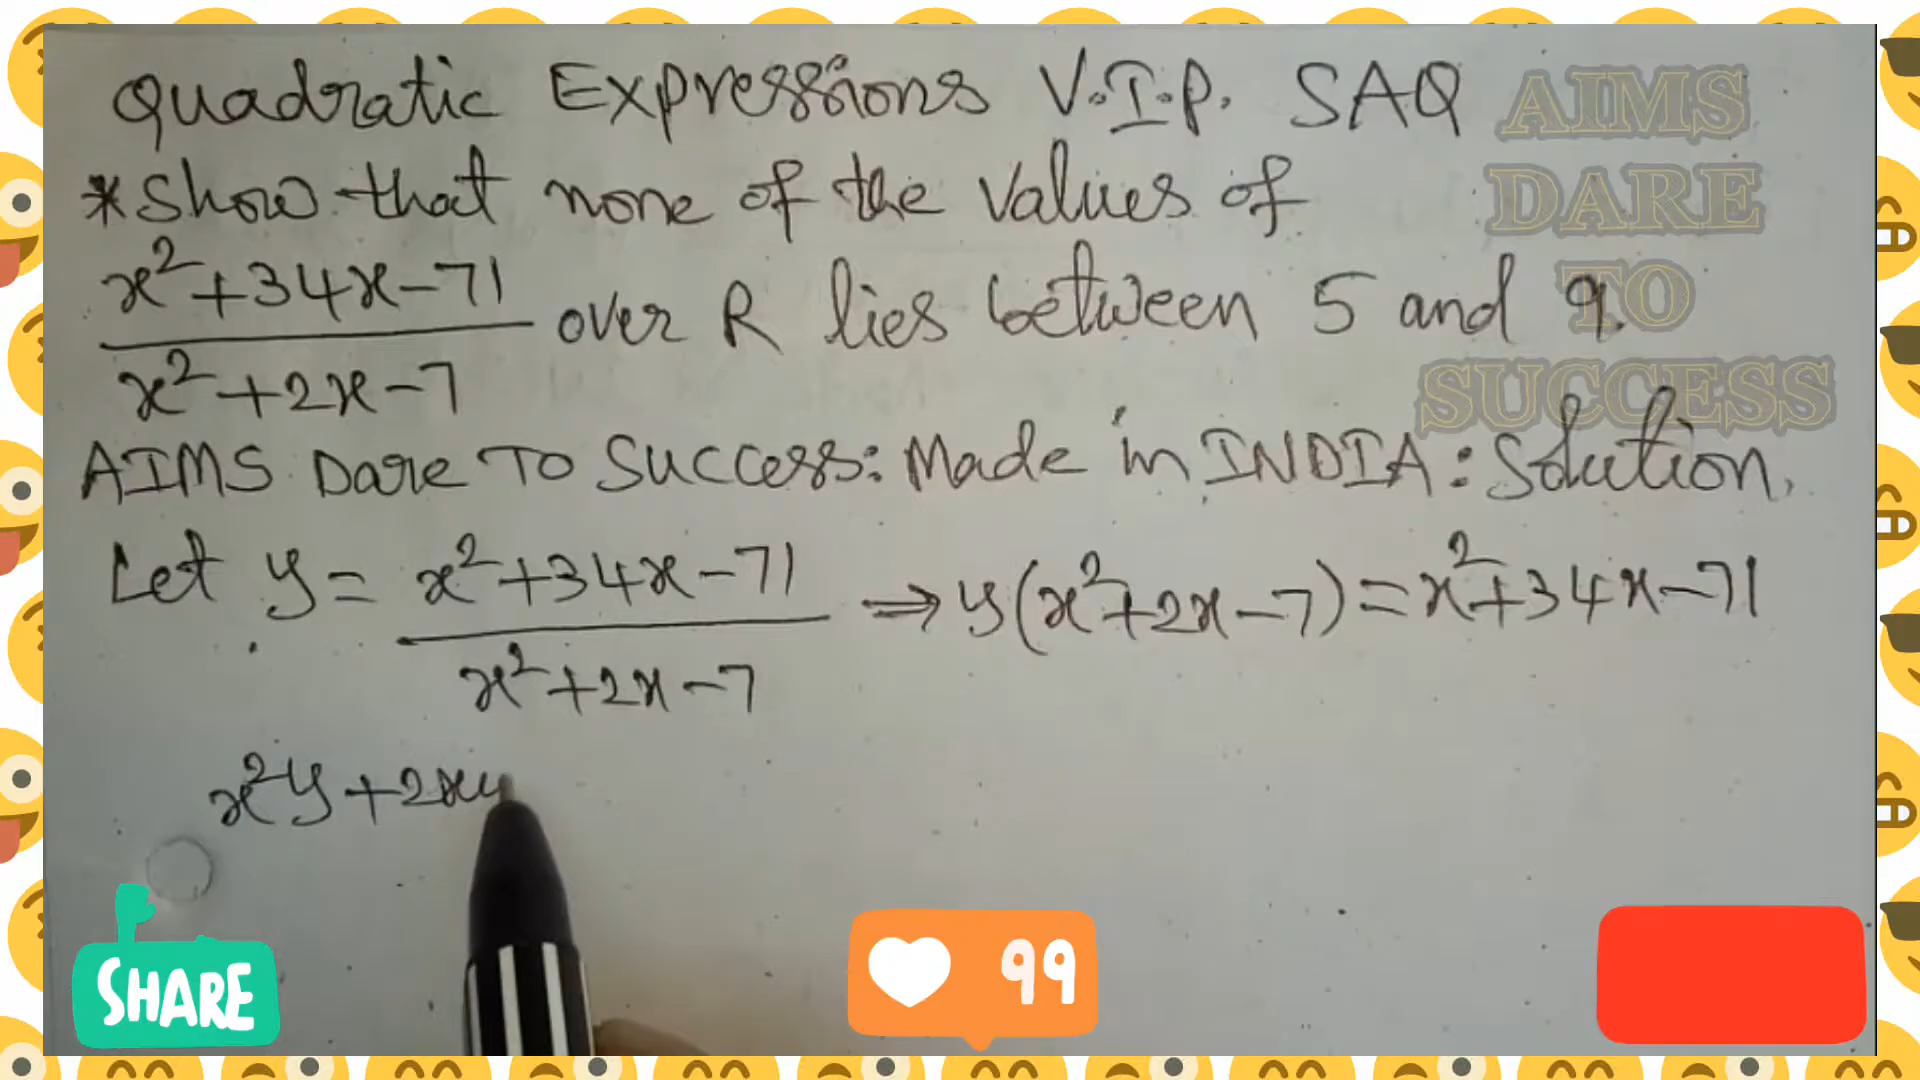 Quadratic Expressions V.I.P. SAQ
AIMS
DARE
TO
SUCCESS
*Show that none of the values of
x²+34x-71 / x²+2x-7 over R lies between 5 and 9.
AIMS Dare To Success: Made in INDIA: Solution.
Let y = x²+34x-71 / x²+2x-7 ⇒ y(x²+2x-7) = x²+34x-71
x²y+2xy
SHARE
99